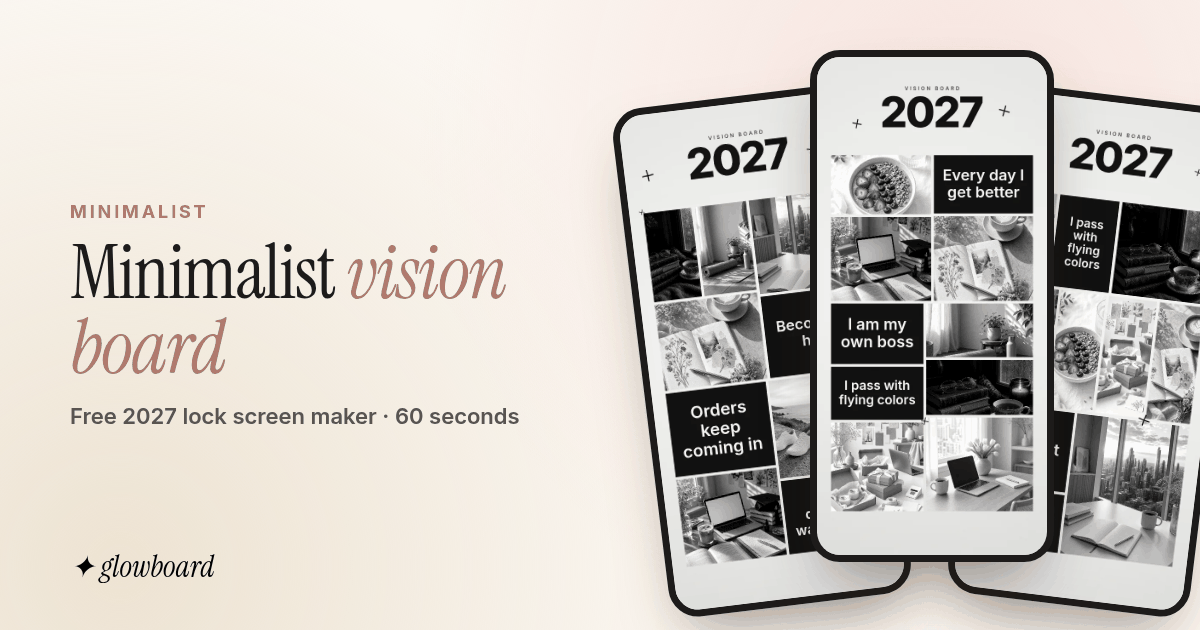 MINIMALIST
Minimalist vision
board
Free 2027 lock screen maker · 60 seconds
✦ glowboard
VISION BOARD
2027
Orders
keep
coming in
VISION BOARD
2027
Every day I
get better
I am my
own boss
I pass with
flying colors
VISION BOARD
2027
I pass
with
flying
colors